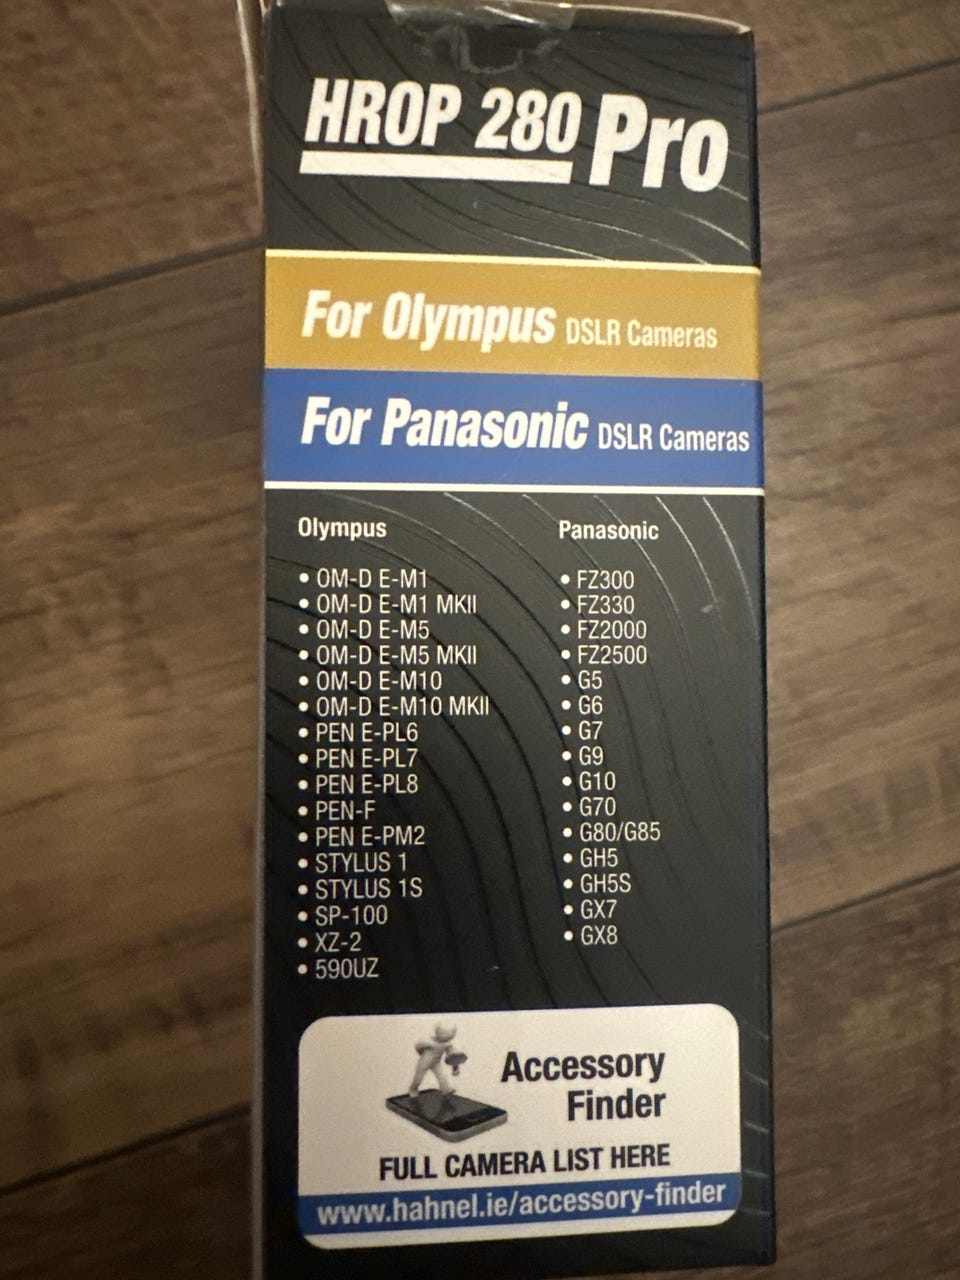 HROP 280 Pro
For Olympus DSLR Cameras
For Panasonic DSLR Cameras
Olympus
• OM-D E-M1
• OM-D E-M1 MKII
• OM-D E-M5
• OM-D E-M5 MKII
• OM-D E-M10
• OM-D E-M10 MKII
• PEN E-PL6
• PEN E-PL7
• PEN E-PL8
• PEN-F
• PEN E-PM2
• STYLUS 1
• STYLUS 1S
• SP-100
• XZ-2
• 590UZ
Panasonic
• FZ300
• FZ330
• FZ2000
• FZ2500
• G5
• G6
• G7
• G9
• G10
• G70
• G80/G85
• GH5
• GH5S
• GX7
• GX8
Accessory
Finder
FULL CAMERA LIST HERE
www.hahnel.ie/accessory-finder